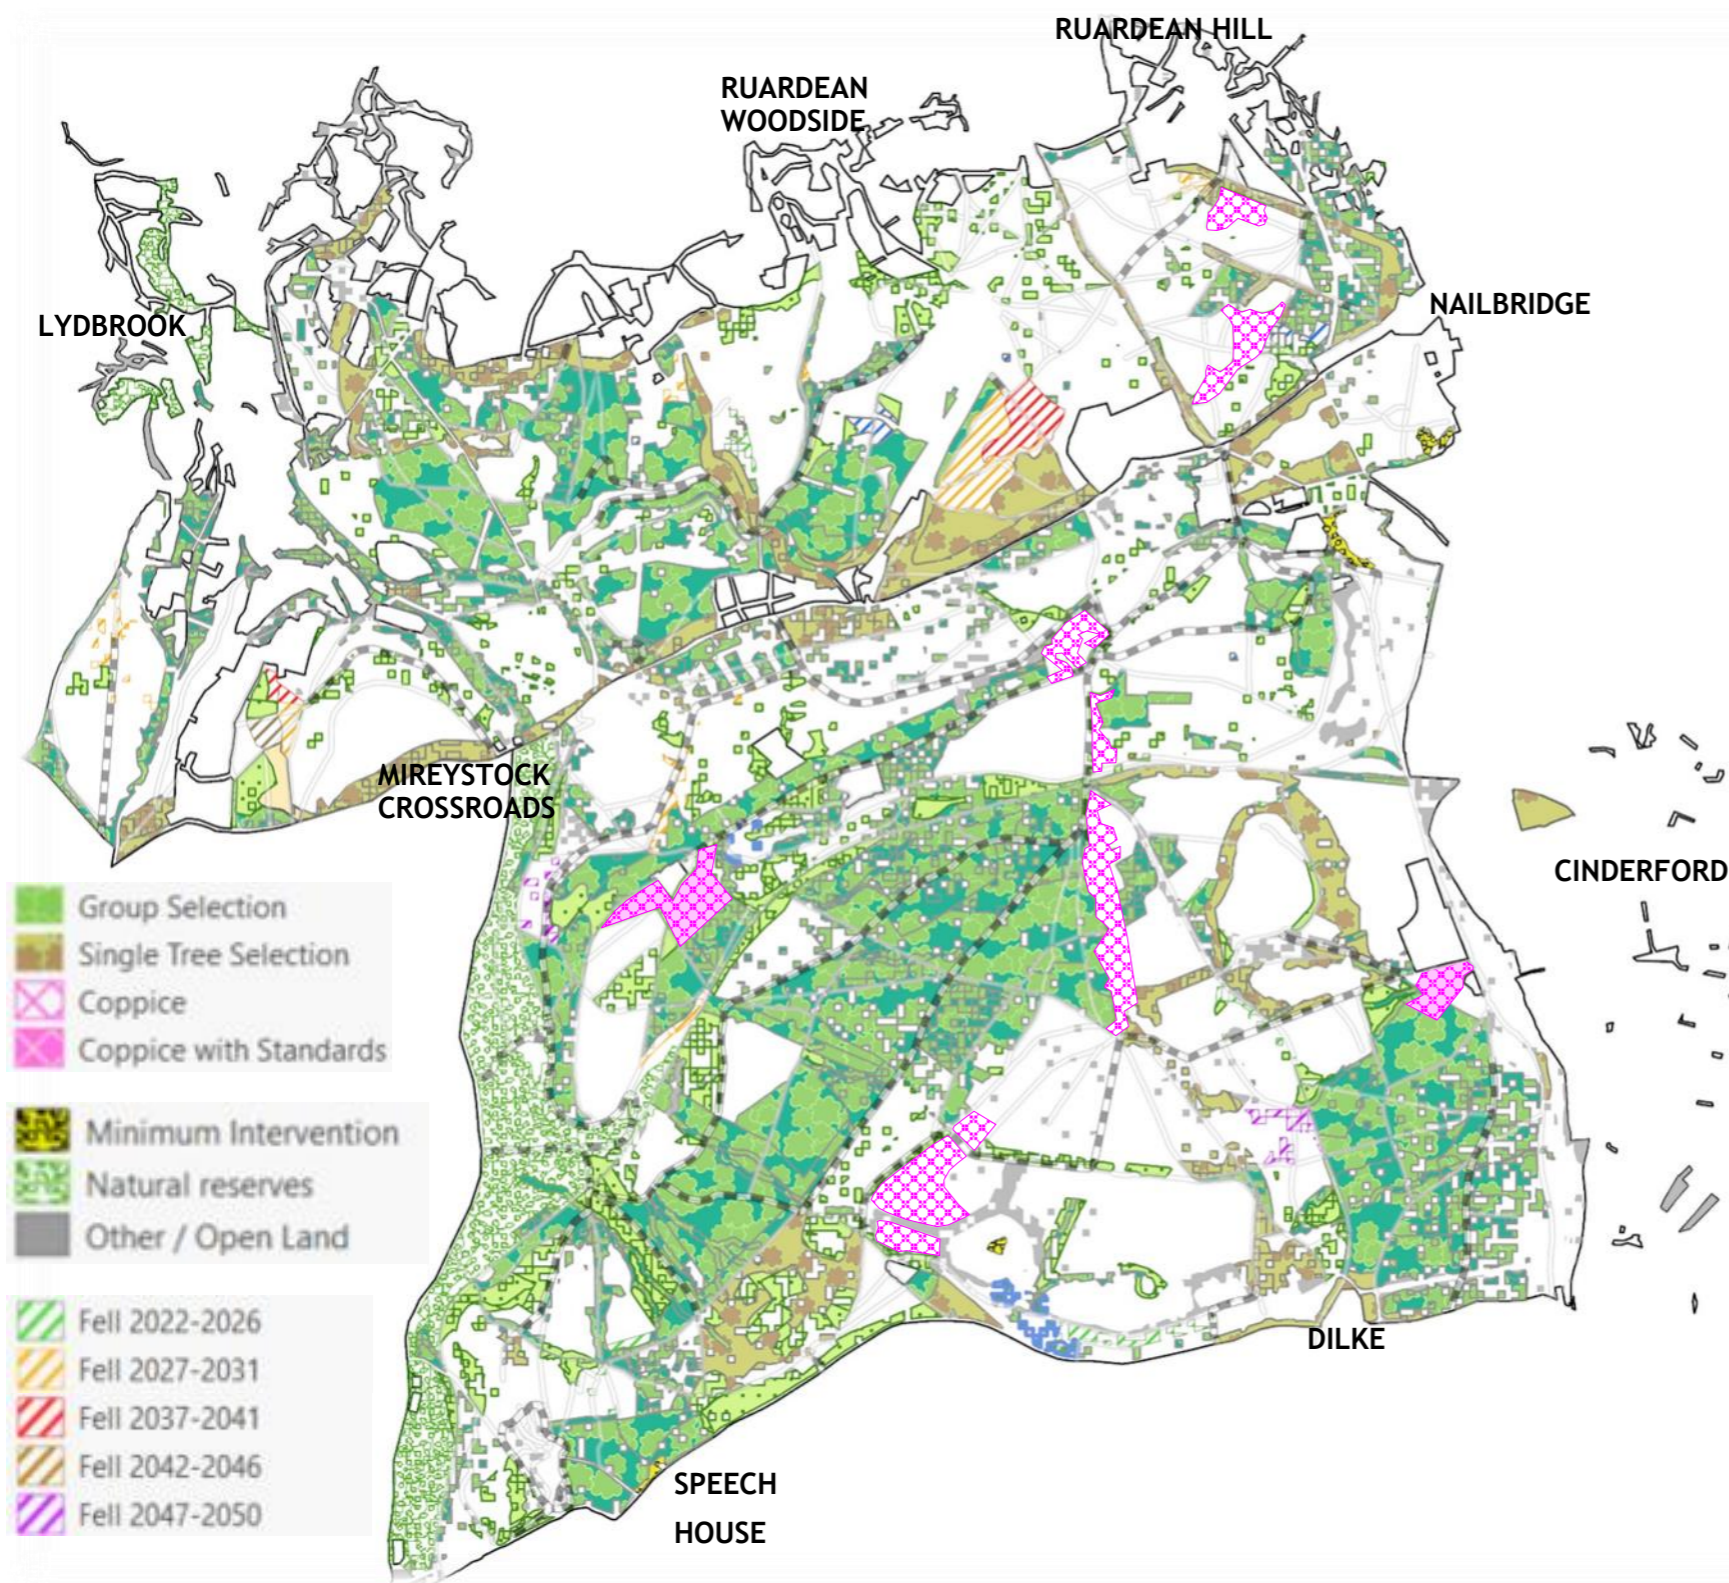 RUARDEAN HILL
RUARDEAN
WOODSIDE
NAILBRIDGE
LYDBROOK
MIREYSTOCK
CROSSROADS
CINDERFORD
Group Selection
Single Tree Selection
Coppice
Coppice with Standards
Minimum Intervention
Natural reserves
Other / Open Land
Fell 2022-2026
Fell 2027-2031
Fell 2037-2041
Fell 2042-2046
Fell 2047-2050
DILKE
SPEECH
HOUSE